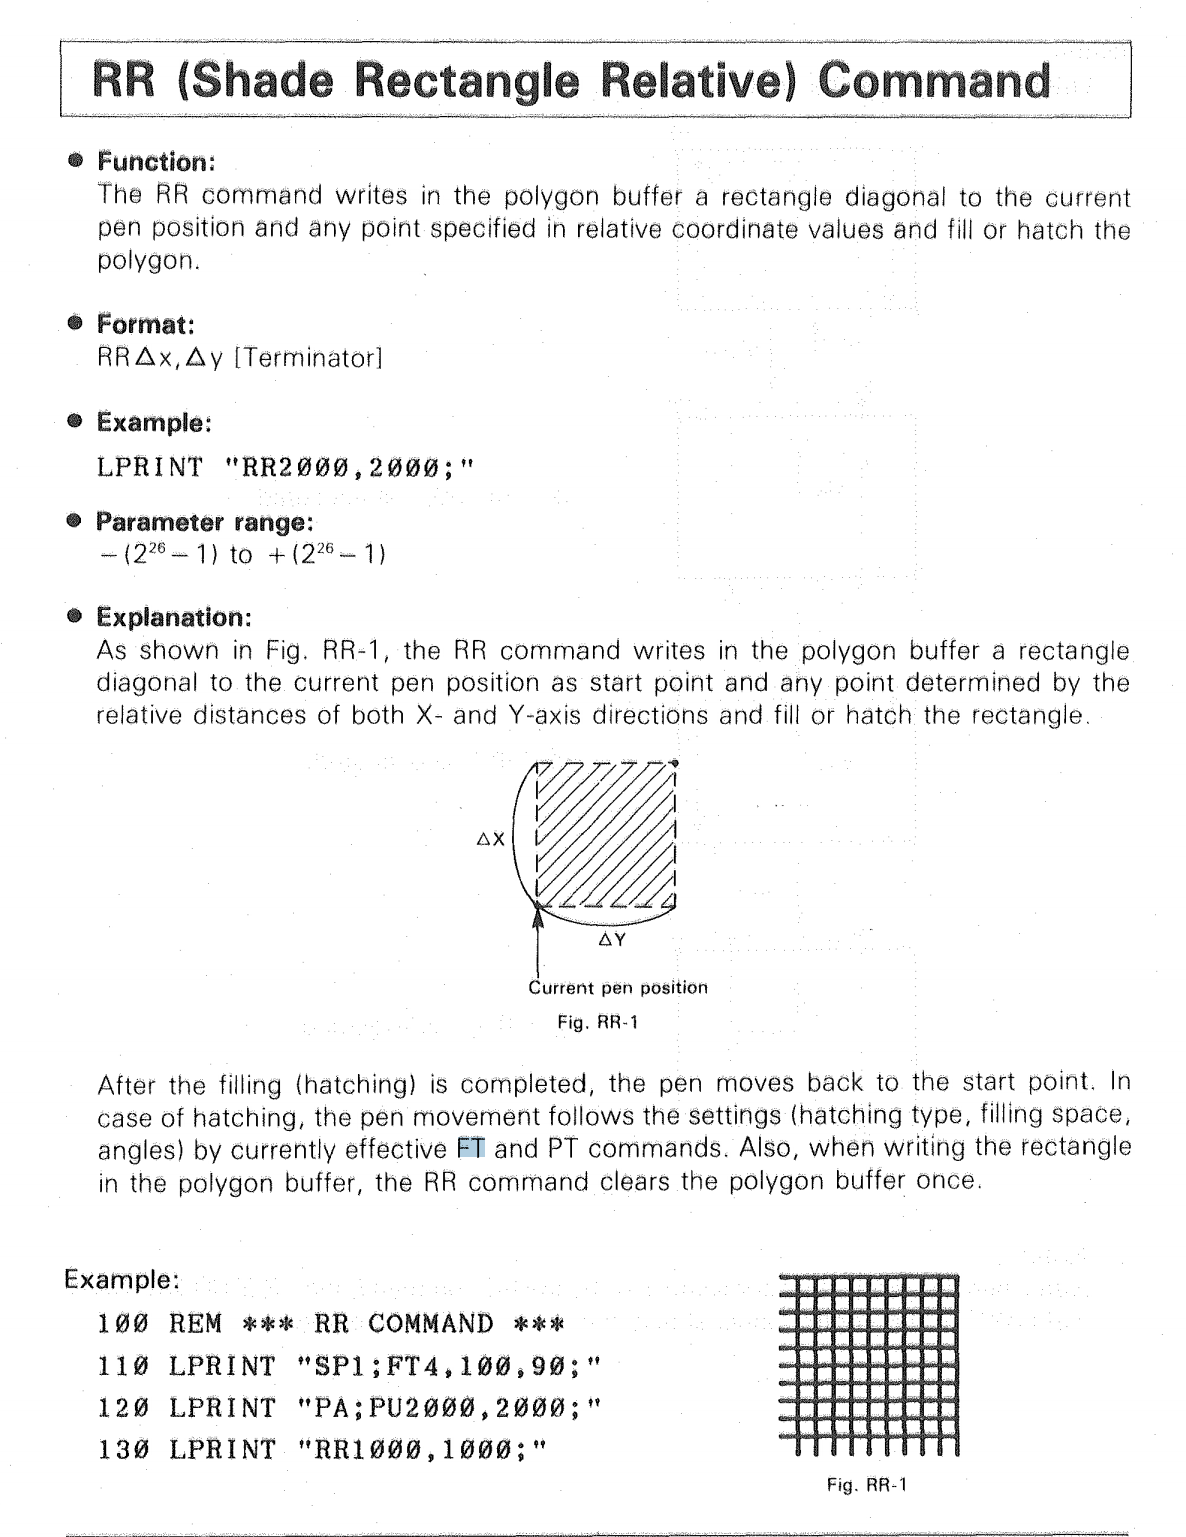 RR (Shade Rectangle Relative) Command
● Function:
The RR command writes in the polygon buffer a rectangle diagonal to the current
pen position and any point specified in relative coordinate values and fill or hatch the
polygon.
● Format:
RR△x,△y [Terminator]
● Example:
LPRINT "RR2000,2000;"
● Parameter range:
−(2²⁶−1) to +(2²⁶−1)
● Explanation:
As shown in Fig. RR-1, the RR command writes in the polygon buffer a rectangle
diagonal to the current pen position as start point and any point determined by the
relative distances of both X- and Y-axis directions and fill or hatch the rectangle.
△X
△Y
Current pen position
Fig. RR-1
After the filling (hatching) is completed, the pen moves back to the start point. In
case of hatching, the pen movement follows the settings (hatching type, filling space,
angles) by currently effective FT and PT commands. Also, when writing the rectangle
in the polygon buffer, the RR command clears the polygon buffer once.
Example:
100 REM *** RR COMMAND ***
110 LPRINT "SP1;FT4,100,90;"
120 LPRINT "PA;PU2000,2000;"
130 LPRINT "RR1000,1000;"
Fig. RR-1